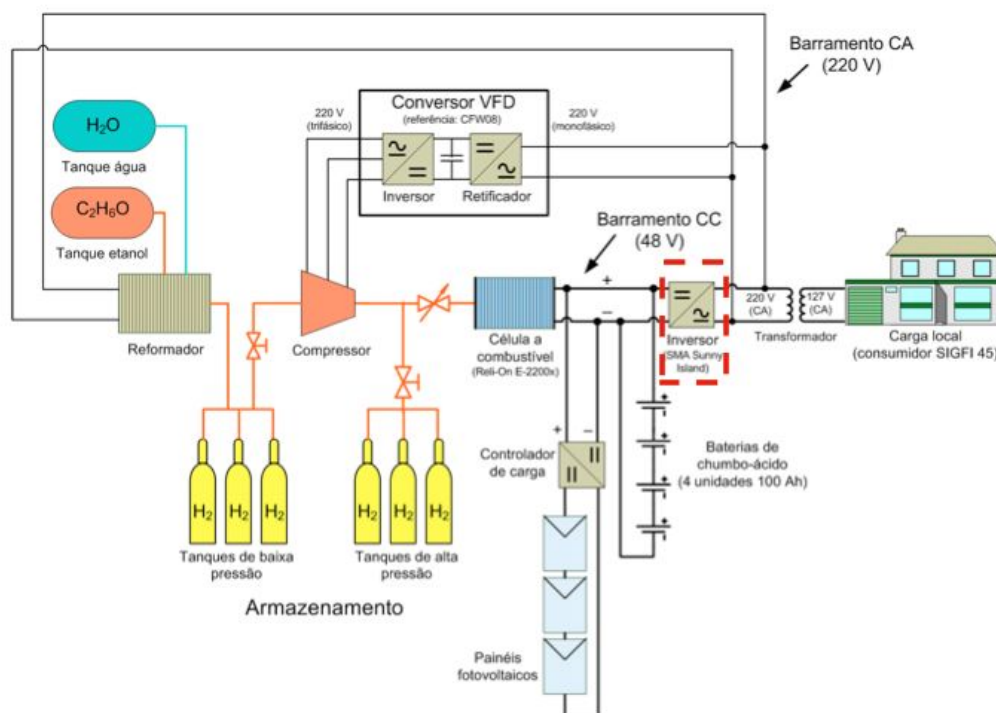 Barramento CA
(220 V)
Conversor VFD
(referência: CFW08)
220 V
(trifásico)
220 V
(monofásico)
Inversor
Retificador
H₂O
Tanque água
C₂H₆O
Tanque etanol
Reformador
Compressor
Barramento CC
(48 V)
+
–
Célula a
combustível
(Reli-On E-2200x)
Inversor
(SMA Sunny
Island)
220 V
(CA)
127 V
(CA)
Transformador
Carga local
(consumidor SIGFI 45)
+
–
Controlador
de carga
+
+
+
+
Baterias de
chumbo-ácido
(4 unidades 100 Ah)
H₂
H₂
H₂
Tanques de baixa
pressão
H₂
H₂
H₂
Tanques de alta
pressão
Armazenamento
Painéis
fotovoltaicos